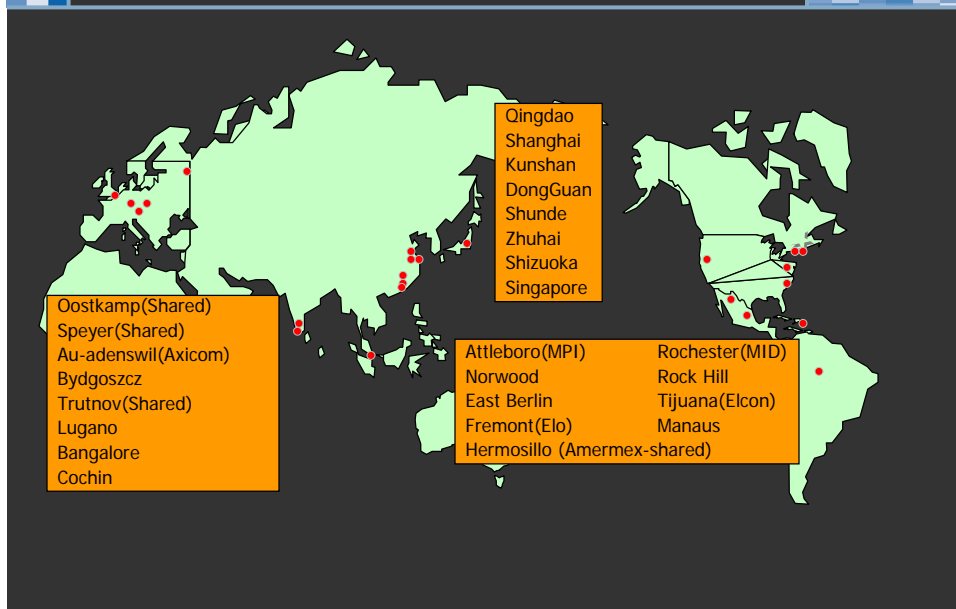 Qingdao
Shanghai
Kunshan
DongGuan
Shunde
Zhuhai
Shizuoka
Singapore
Oostkamp(Shared)
Speyer(Shared)
Au-adenswil(Axicom)
Bydgoszcz
Trutnov(Shared)
Lugano
Bangalore
Cochin
Attleboro(MPI) Rochester(MID)
Norwood Rock Hill
East Berlin Tijuana(Elcon)
Fremont(Elo) Manaus
Hermosillo (Amermex-shared)